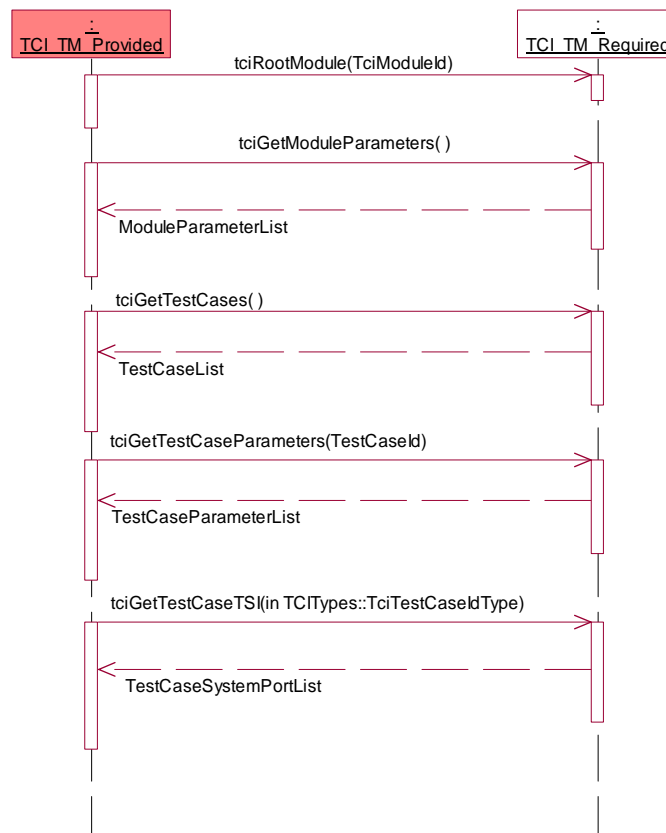 :
TCI_TM_Provided
:
TCI_TM_Required
tciRootModule(TciModuleId)
tciGetModuleParameters( )
ModuleParameterList
tciGetTestCases( )
TestCaseList
tciGetTestCaseParameters(TestCaseId)
TestCaseParameterList
tciGetTestCaseTSI(in TCITypes::TciTestCaseIdType)
TestCaseSystemPortList